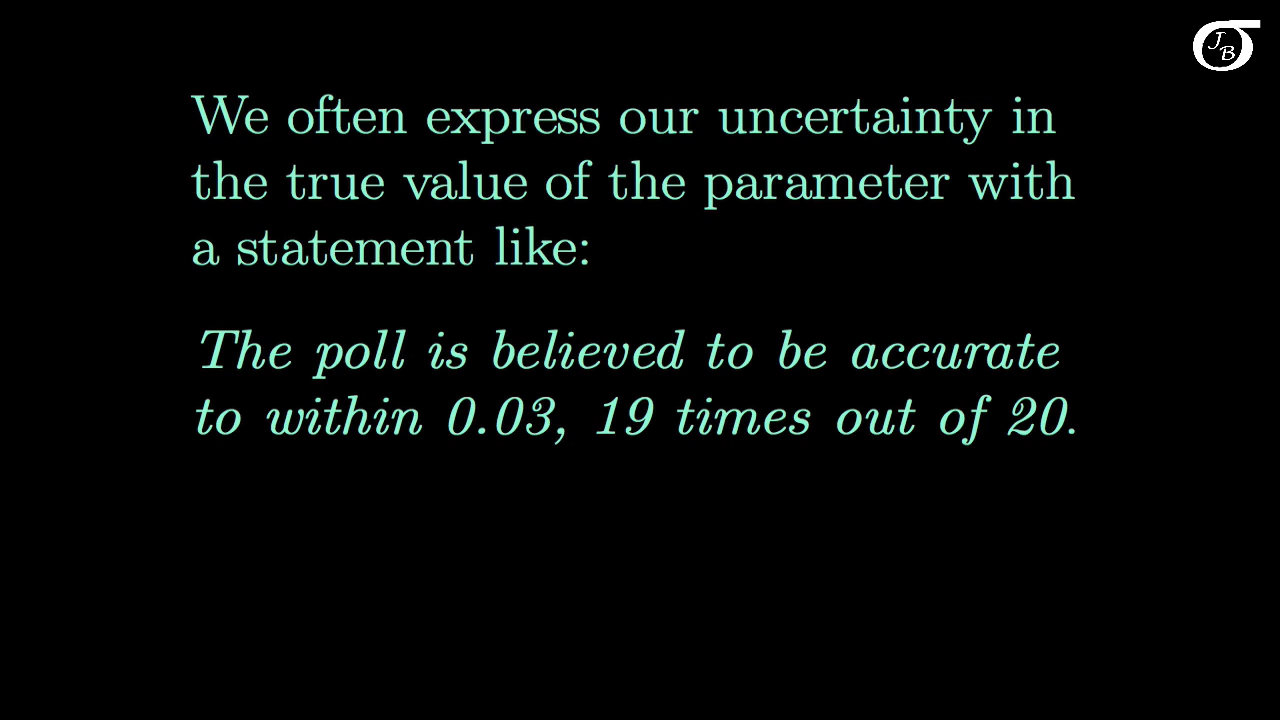 J
B
We often express our uncertainty in
the true value of the parameter with
a statement like:
The poll is believed to be accurate
to within 0.03, 19 times out of 20.